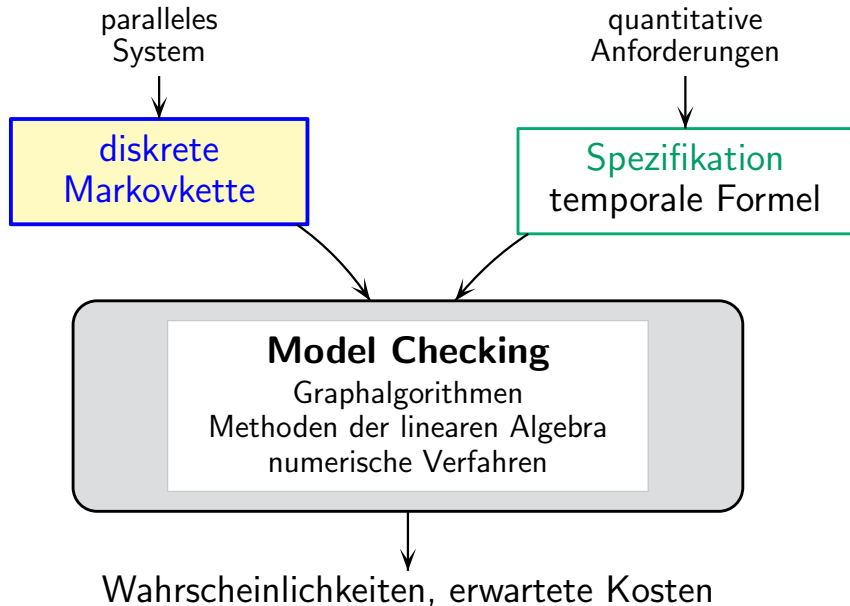 paralleles
System
quantitative
Anforderungen
diskrete
Markovkette
Spezifikation
temporale Formel
Model Checking
Graphalgorithmen
Methoden der linearen Algebra
numerische Verfahren
Wahrscheinlichkeiten, erwartete Kosten